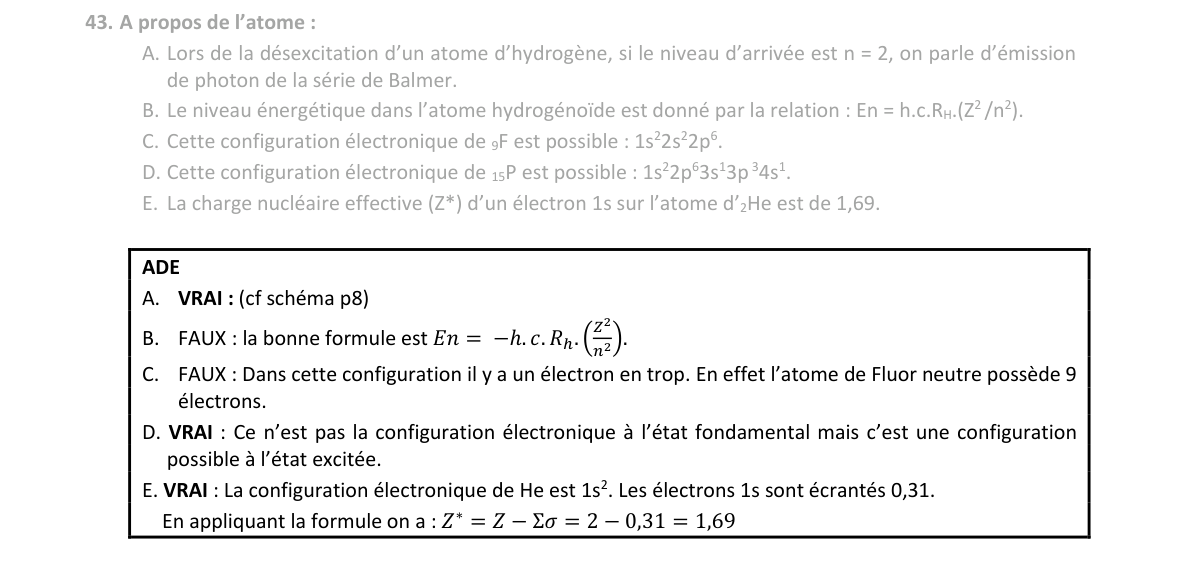 43. A propos de l’atome :
A. Lors de la désexcitation d’un atome d’hydrogène, si le niveau d’arrivée est n = 2, on parle d’émission
de photon de la série de Balmer.
B. Le niveau énergétique dans l’atome hydrogénoïde est donné par la relation : En = h.c.R_H.(Z² /n²).
C. Cette configuration électronique de ₉F est possible : 1s²2s²2p⁶.
D. Cette configuration électronique de ₁₅P est possible : 1s²2p⁶3s¹3p ³4s¹.
E. La charge nucléaire effective (Z*) d’un électron 1s sur l’atome d’₂He est de 1,69.
ADE
A. VRAI : (cf schéma p8)
B. FAUX : la bonne formule est En = −h. c. R_h. (Z²/n²).
C. FAUX : Dans cette configuration il y a un électron en trop. En effet l’atome de Fluor neutre possède 9
électrons.
D. VRAI : Ce n’est pas la configuration électronique à l’état fondamental mais c’est une configuration
possible à l’état excitée.
E. VRAI : La configuration électronique de He est 1s². Les électrons 1s sont écrantés 0,31.
En appliquant la formule on a : Z* = Z − Σσ = 2 − 0,31 = 1,69